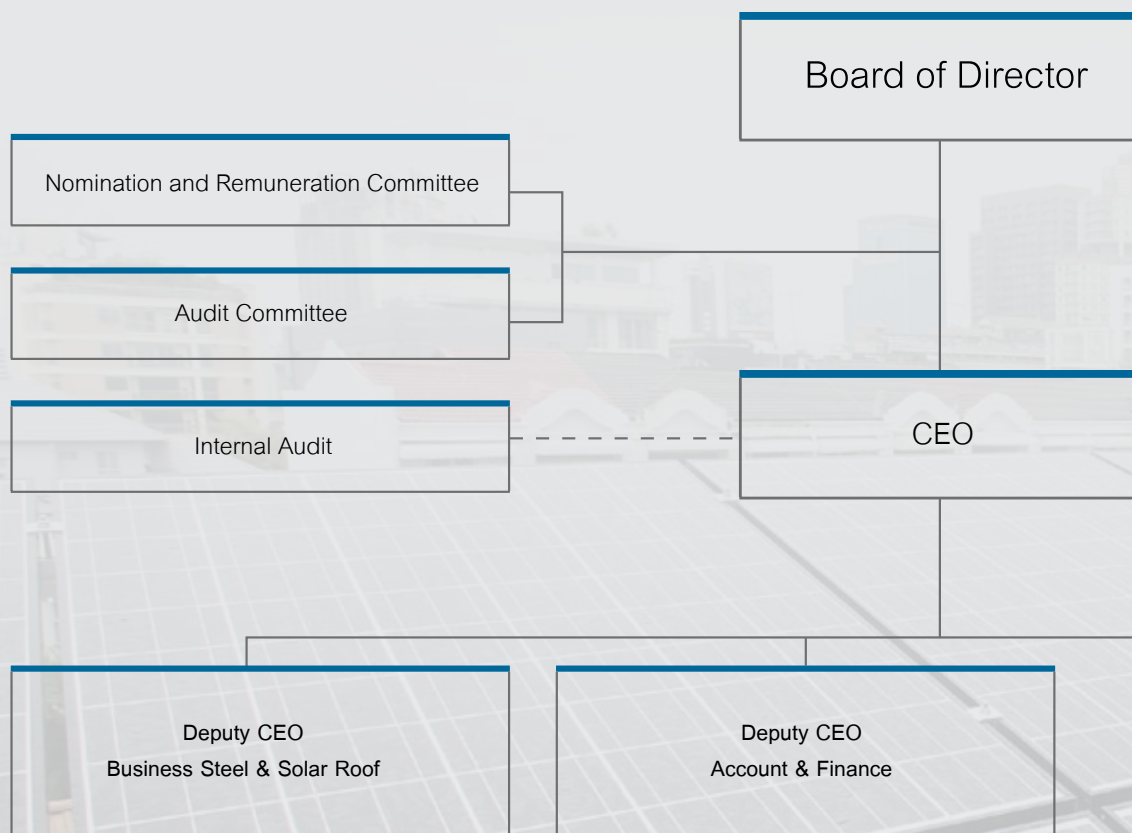 Board of Director
Nomination and Remuneration Committee
Audit Committee
Internal Audit
CEO
Deputy CEO
Business Steel & Solar Roof
Deputy CEO
Account & Finance